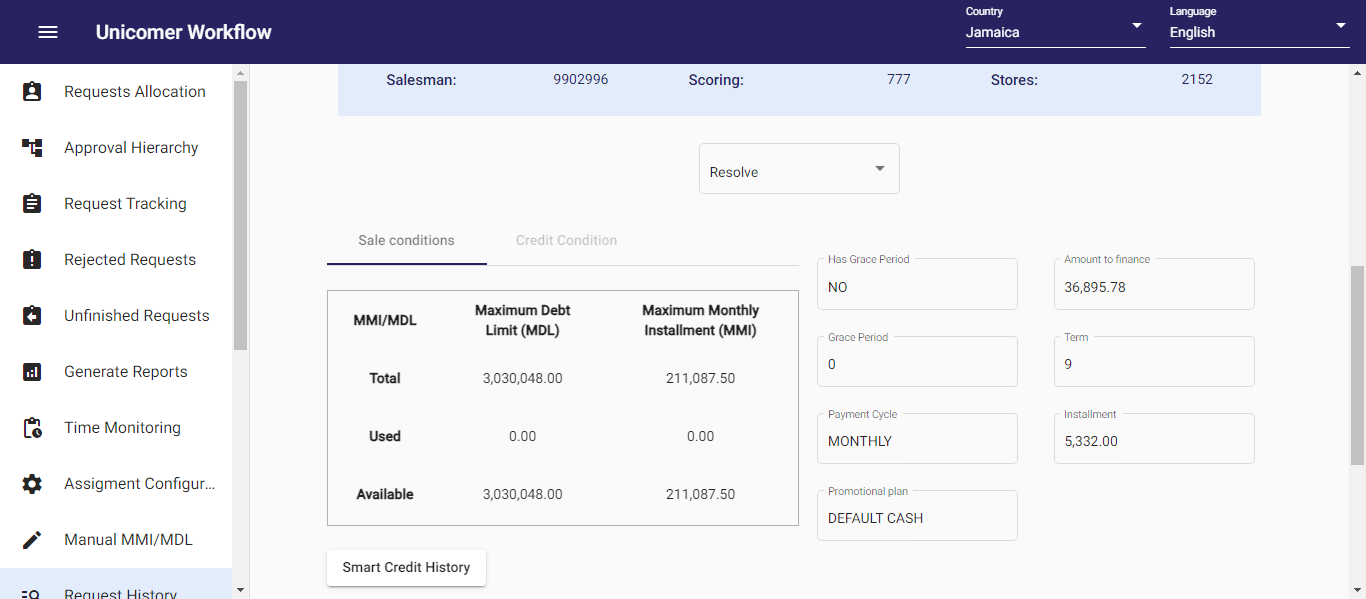 Unicomer Workflow
Country
Jamaica
Language
English
Requests Allocation
Approval Hierarchy
Request Tracking
Rejected Requests
Unfinished Requests
Generate Reports
Time Monitoring
Assigment Configur...
Manual MMI/MDL
Request History
Salesman: 9902996 Scoring: 777 Stores: 2152
Resolve
Sale conditions Credit Condition
MMI/MDL Maximum Debt Limit (MDL) Maximum Monthly Installment (MMI)
Total 3,030,048.00 211,087.50
Used 0.00 0.00
Available 3,030,048.00 211,087.50
Smart Credit History
Has Grace Period
NO
Amount to finance
36,895.78
Grace Period
0
Term
9
Payment Cycle
MONTHLY
Installment
5,332.00
Promotional plan
DEFAULT CASH